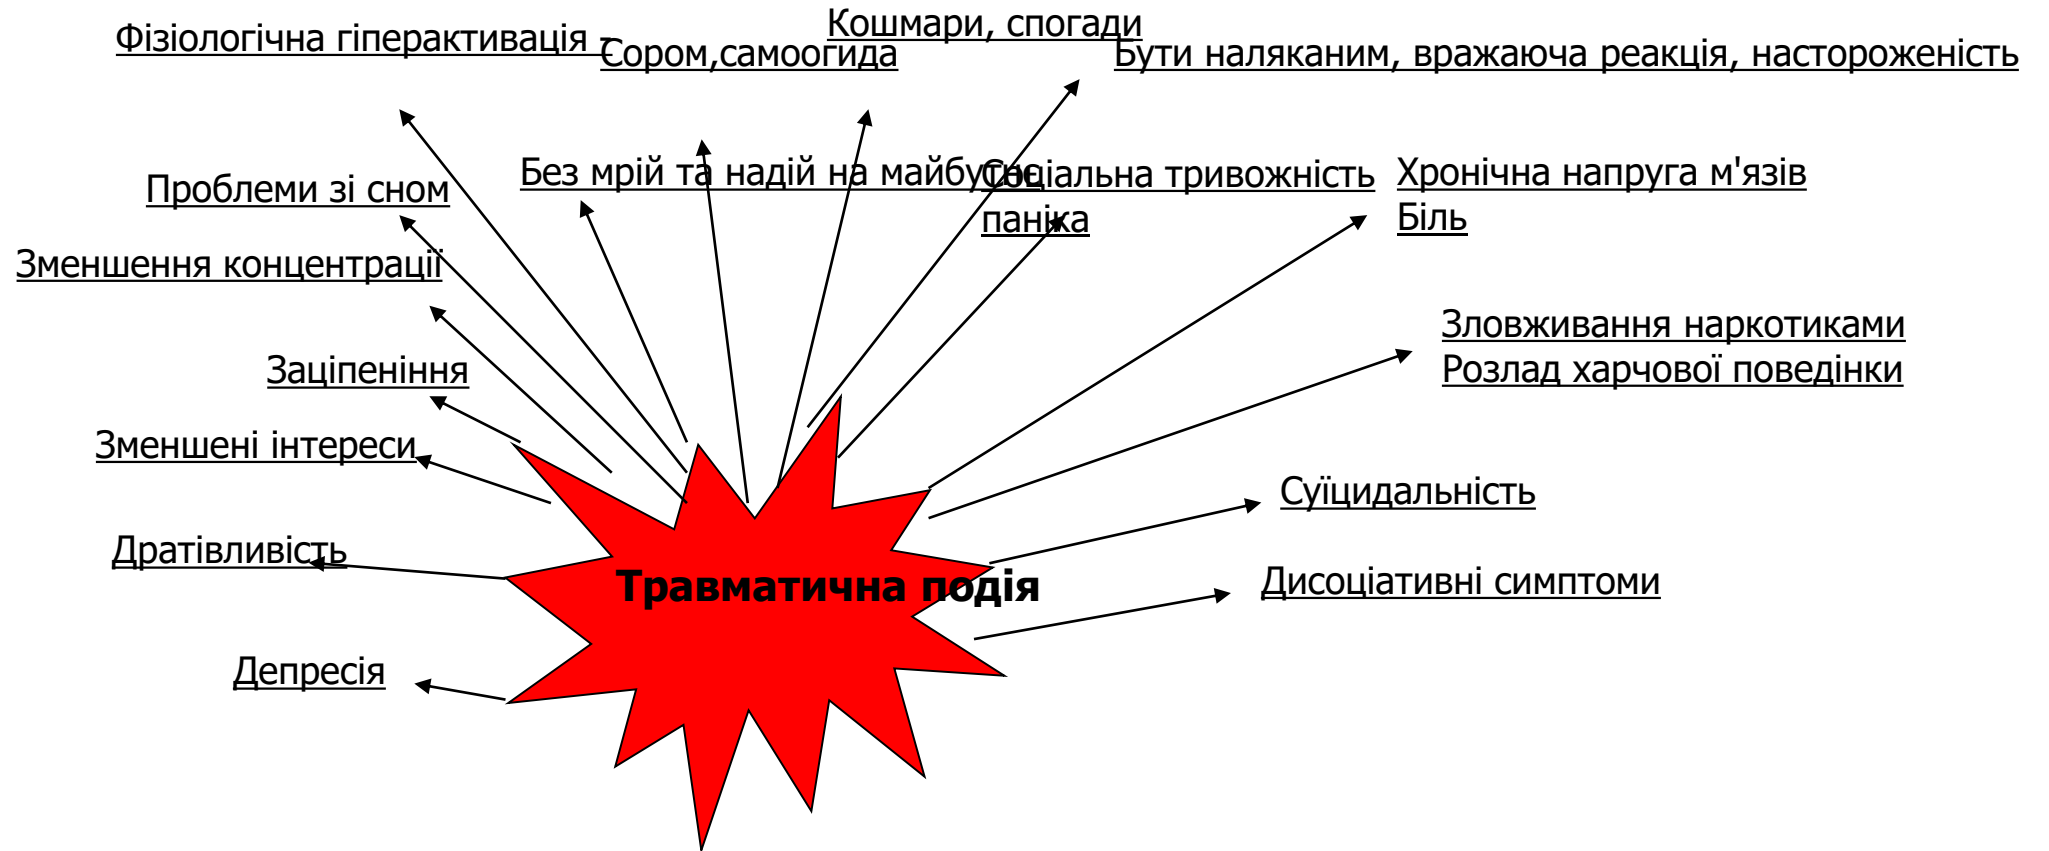 Фізіологічна гіперактивація -
Сором,самоогида
Кошмари, спогади
Бути наляканим, вражаюча реакція, настороженість
Проблеми зі сном
Без мрій та надій на майбутнє
Соціальна тривожність
паніка
Хронічна напруга м'язів
Біль
Зменшення концентрації
Зловживання наркотиками
Розлад харчової поведінки
Заціпеніння
Зменшені інтереси
Суїцидальність
Дратівливість
Травматична подія
Дисоціативні симптоми
Депресія